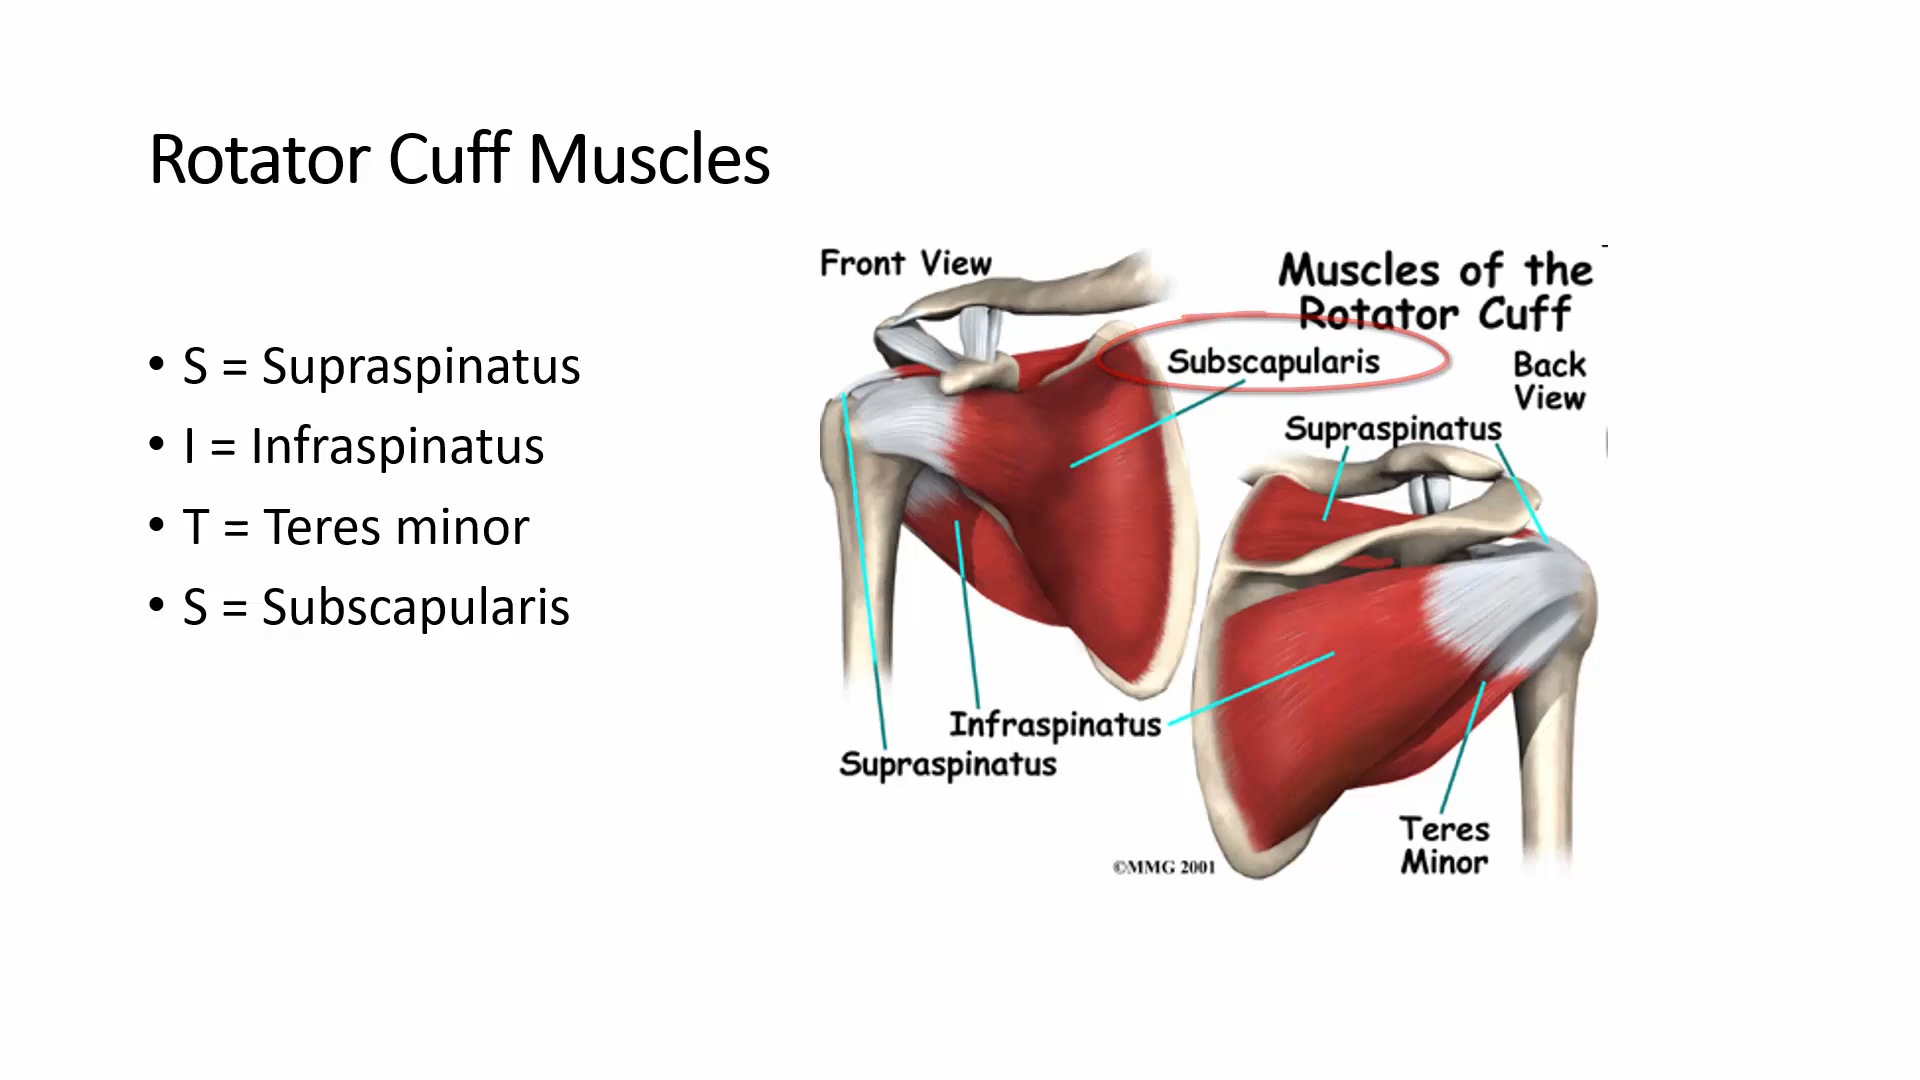 Rotator Cuff Muscles
• S = Supraspinatus
• I = Infraspinatus
• T = Teres minor
• S = Subscapularis
Front View
Muscles of the
Rotator Cuff
Subscapularis
Back
View
Supraspinatus
Infraspinatus
Supraspinatus
Teres
Minor
©MMG 2001